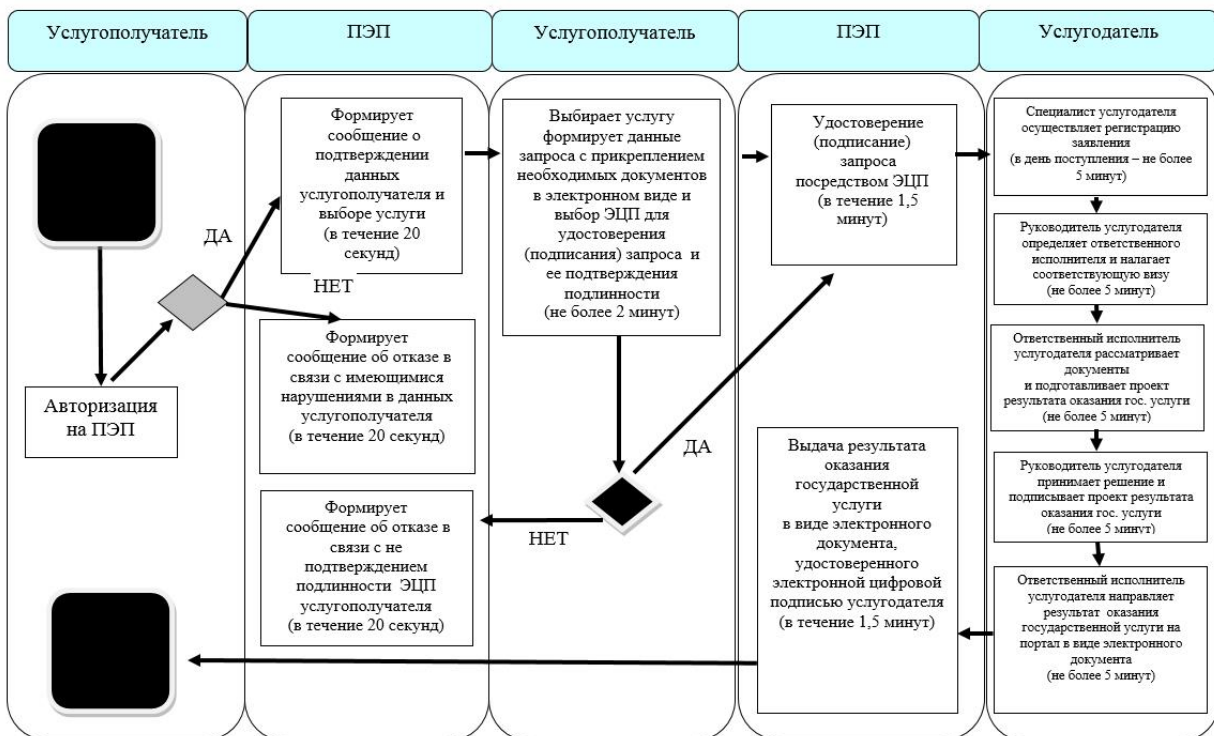 Услугополучатель
ПЭП
Услугополучатель
ПЭП
Услугодатель
Авторизация
на ПЭП
ДА
НЕТ
Формирует
сообщение о
подтверждении
данных
услугополучателя и
выборе услуги
(в течение 20
секунд)
Формирует
сообщение об отказе в
связи с имеющимися
нарушениями в данных
услугополучателя
(в течение 20 секунд)
Формирует
сообщение об отказе в
связи с не
подтверждением
подлинности ЭЦП
услугополучателя
(в течение 20 секунд)
Выбирает услугу
формирует данные
запроса с прикреплением
необходимых документов
в электронном виде и
выбор ЭЦП для
удостоверения
(подписания) запроса и
ее подтверждения
подлинности
(не более 2 минут)
ДА
НЕТ
Удостоверение
(подписание)
запроса
посредством ЭЦП
(в течение 1,5
минут)
Выдача результата
оказания
государственной
услуги
в виде электронного
документа,
удостоверенного
электронной цифровой
подписью услугодателя
(в течение 1,5 минут)
Специалист услугодателя
осуществляет регистрацию
заявления
(в день поступления – не более
5 минут)
Руководитель услугодателя
определяет ответственного
исполнителя и налагает
соответствующую визу
(не более 5 минут)
Ответственный исполнитель
услугодателя рассматривает
документы
и подготавливает проект
результата оказания гос. услуги
(не более 5 минут)
Руководитель услугодателя
принимает решение и
подписывает проект результата
оказания гос. услуги
(не более 5 минут)
Ответственный исполнитель
услугодателя направляет
результат оказания
государственной услуги на
портал в виде электронного
документа
(не более 5 минут)